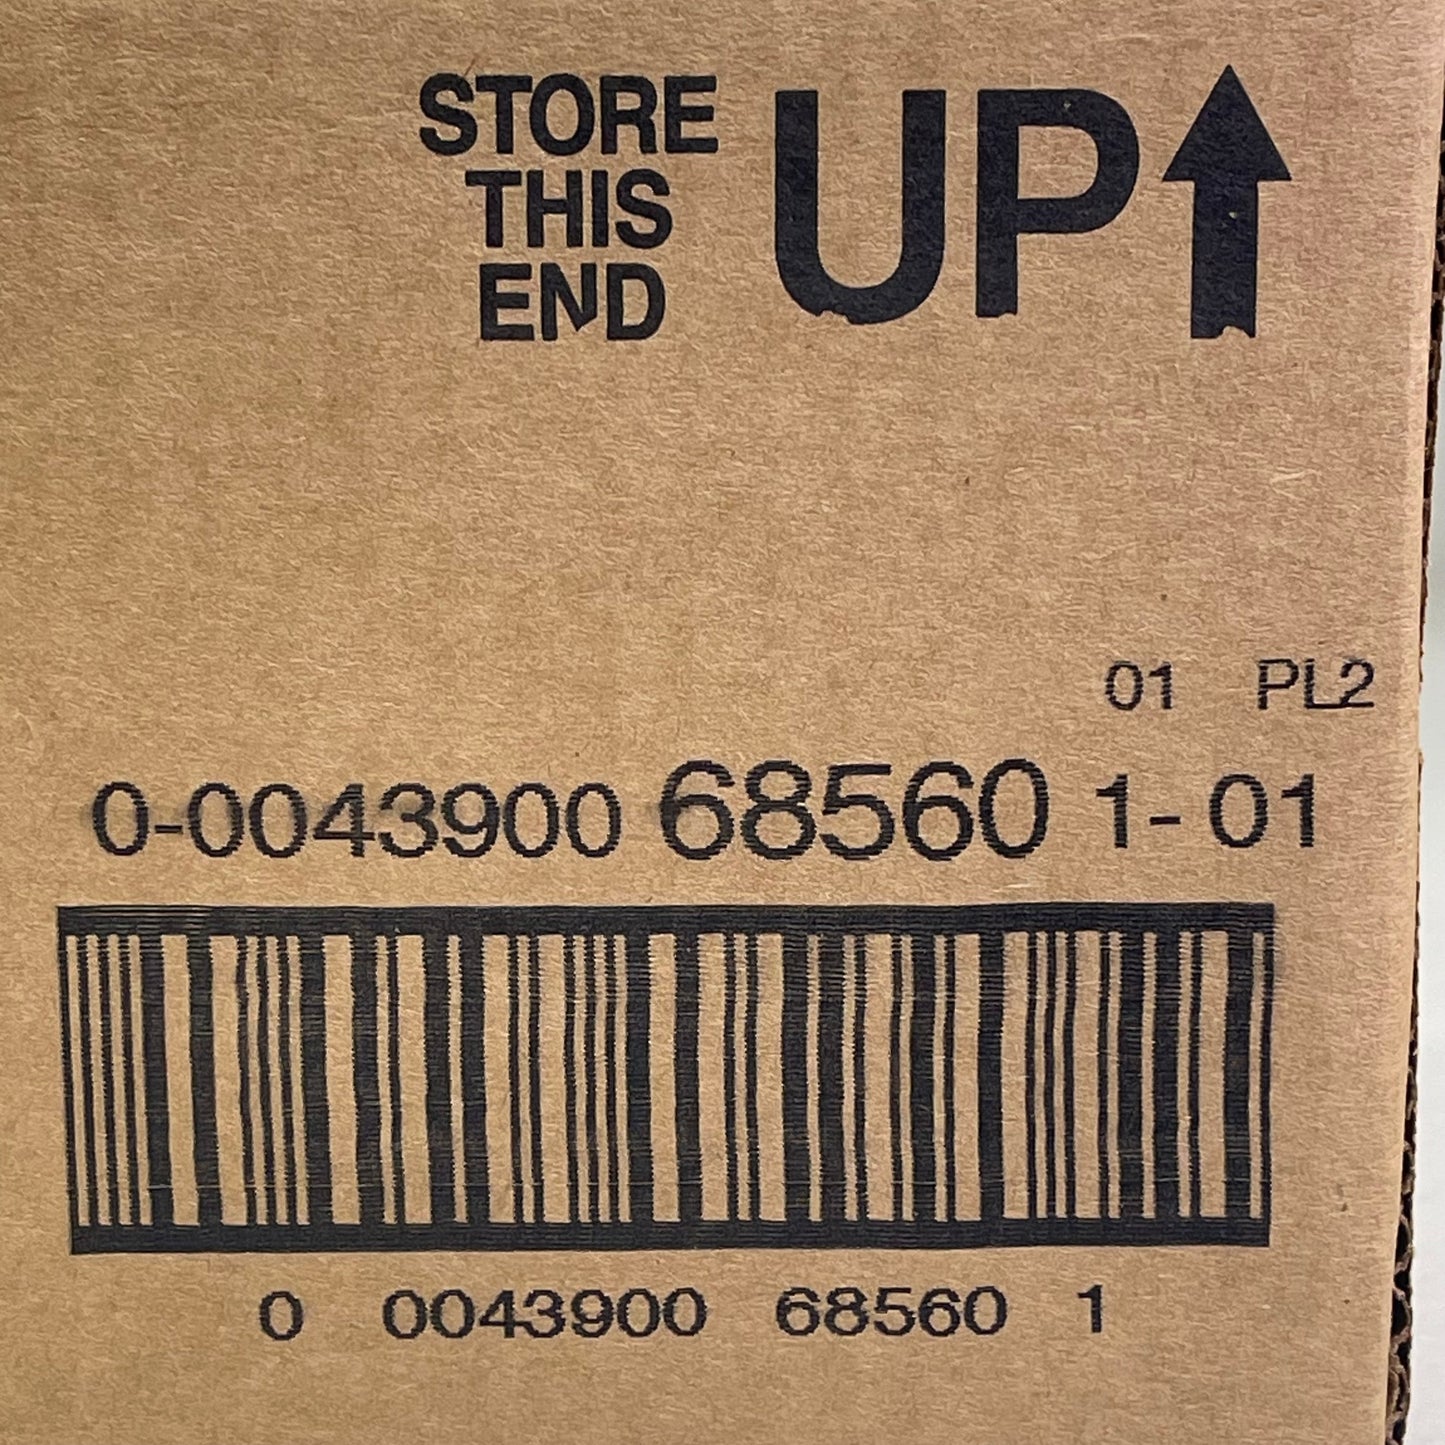 STORE
THIS
END
UP
01 PL2
0-0043900 68560 1-01
0 0043900 68560 1